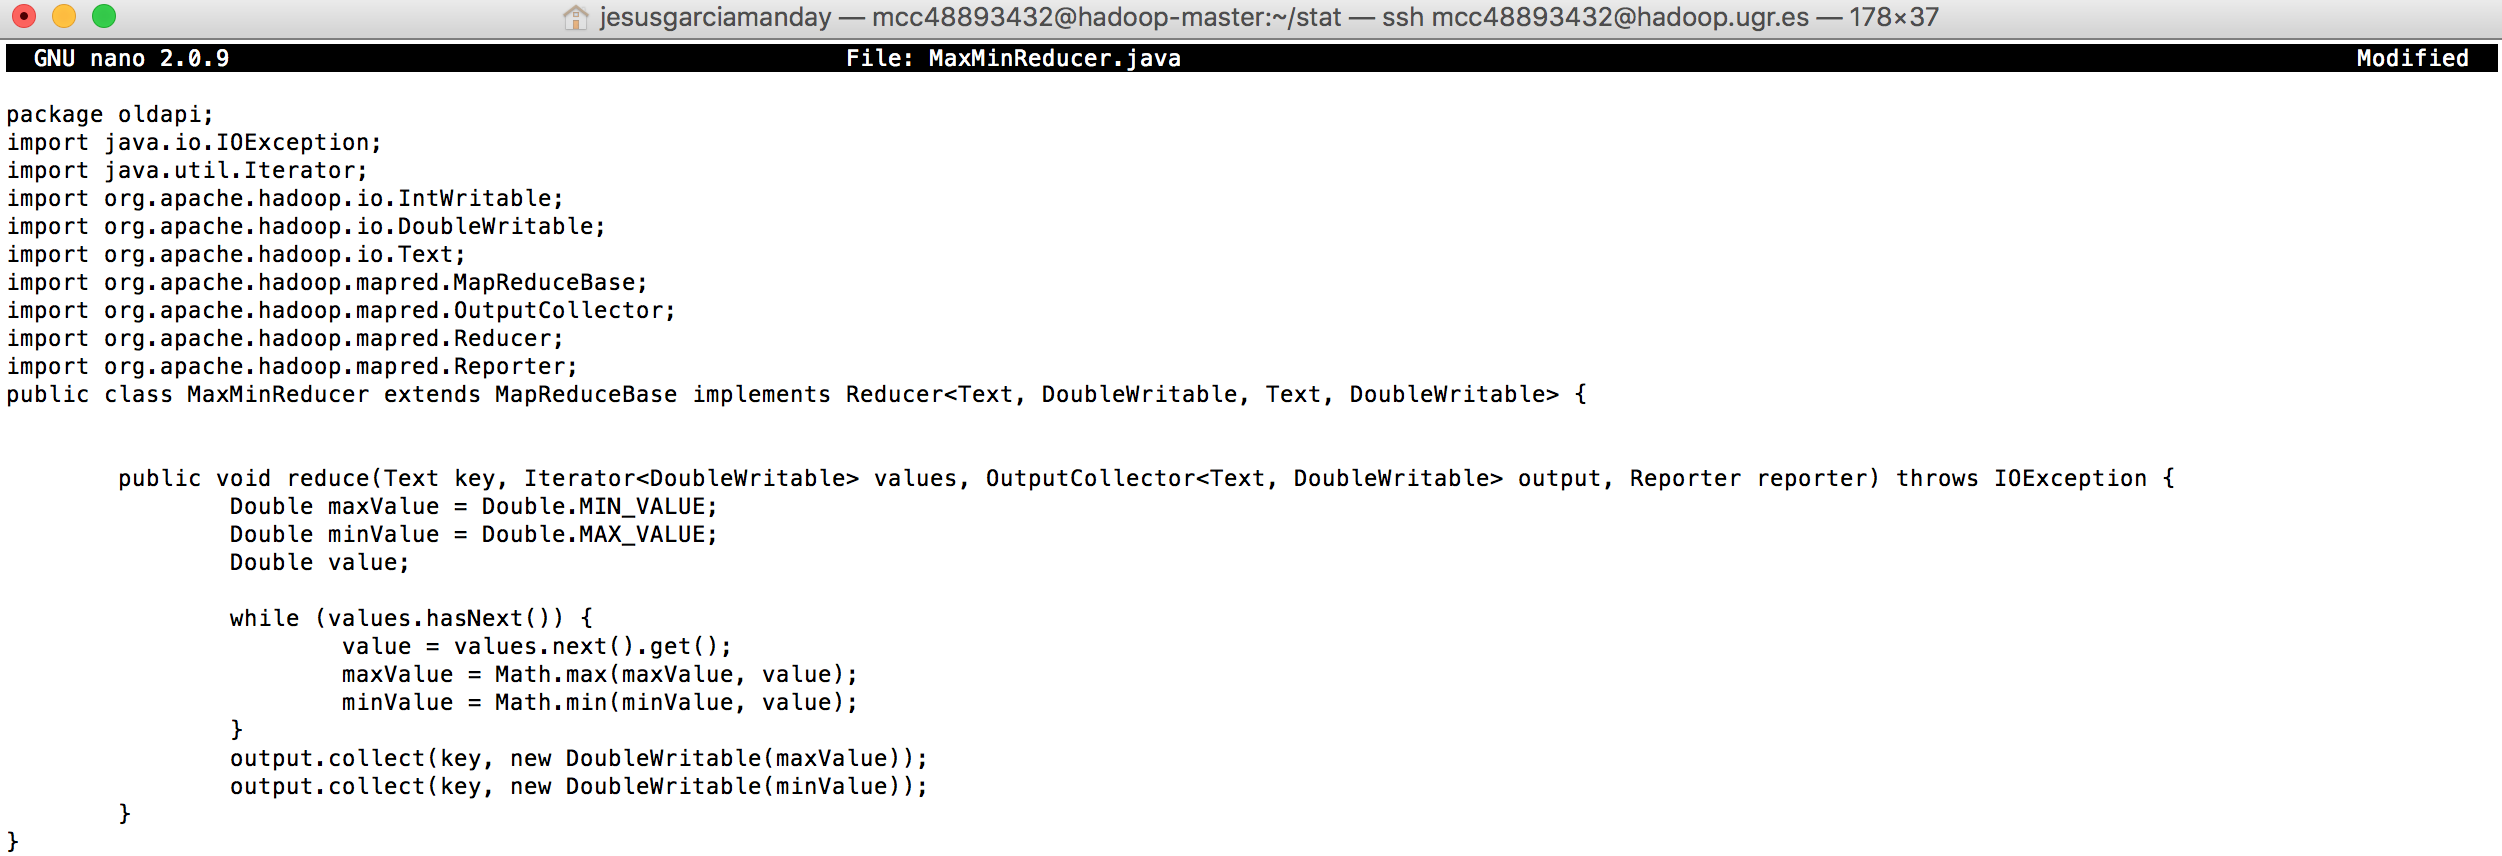 jesusgarciamanday — mcc48893432@hadoop-master:~/stat — ssh mcc48893432@hadoop.ugr.es — 178×37
GNU nano 2.0.9 File: MaxMinReducer.java Modified
package oldapi;
import java.io.IOException;
import java.util.Iterator;
import org.apache.hadoop.io.IntWritable;
import org.apache.hadoop.io.DoubleWritable;
import org.apache.hadoop.io.Text;
import org.apache.hadoop.mapred.MapReduceBase;
import org.apache.hadoop.mapred.OutputCollector;
import org.apache.hadoop.mapred.Reducer;
import org.apache.hadoop.mapred.Reporter;
public class MaxMinReducer extends MapReduceBase implements Reducer<Text, DoubleWritable, Text, DoubleWritable> {
public void reduce(Text key, Iterator<DoubleWritable> values, OutputCollector<Text, DoubleWritable> output, Reporter reporter) throws IOException {
Double maxValue = Double.MIN_VALUE;
Double minValue = Double.MAX_VALUE;
Double value;
while (values.hasNext()) {
value = values.next().get();
maxValue = Math.max(maxValue, value);
minValue = Math.min(minValue, value);
}
output.collect(key, new DoubleWritable(maxValue));
output.collect(key, new DoubleWritable(minValue));
}
}